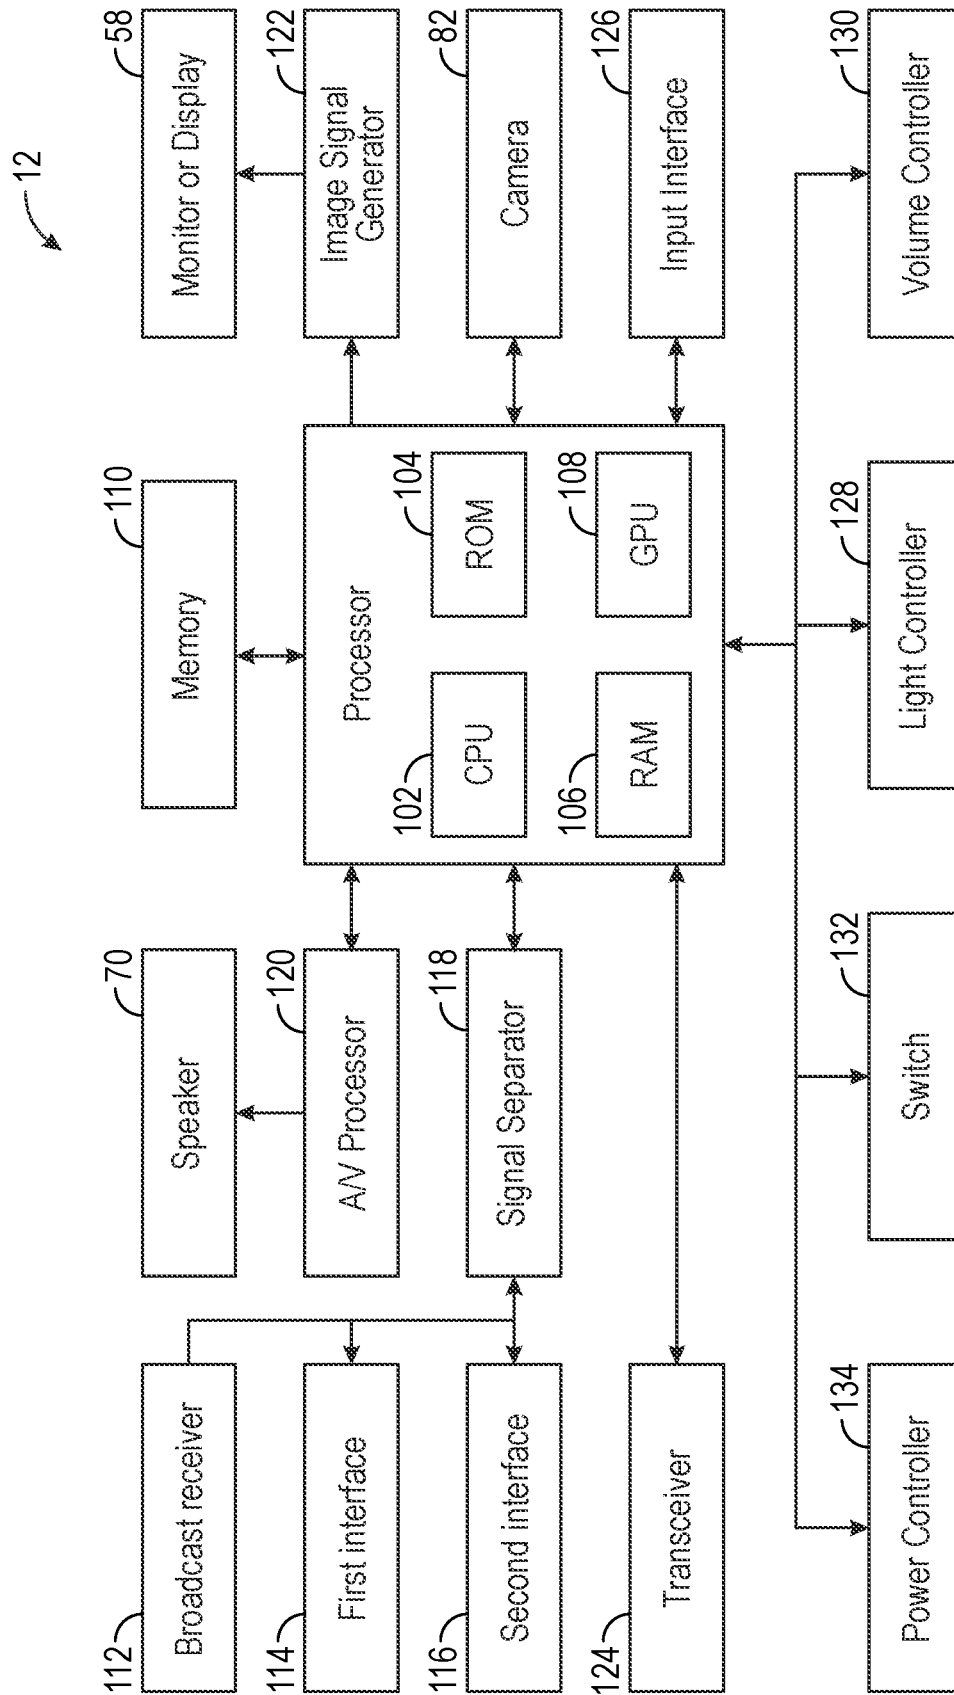 12
112
Broadcast receiver
70
Speaker
110
Memory
58
Monitor or Display
114
First interface
120
A/V Processor
Processor
122
Image Signal
Generator
116
Second interface
118
Signal Separator
102
CPU
104
ROM
82
Camera
124
Transceiver
106
RAM
108
GPU
126
Input Interface
134
Power Controller
132
Switch
128
Light Controller
130
Volume Controller